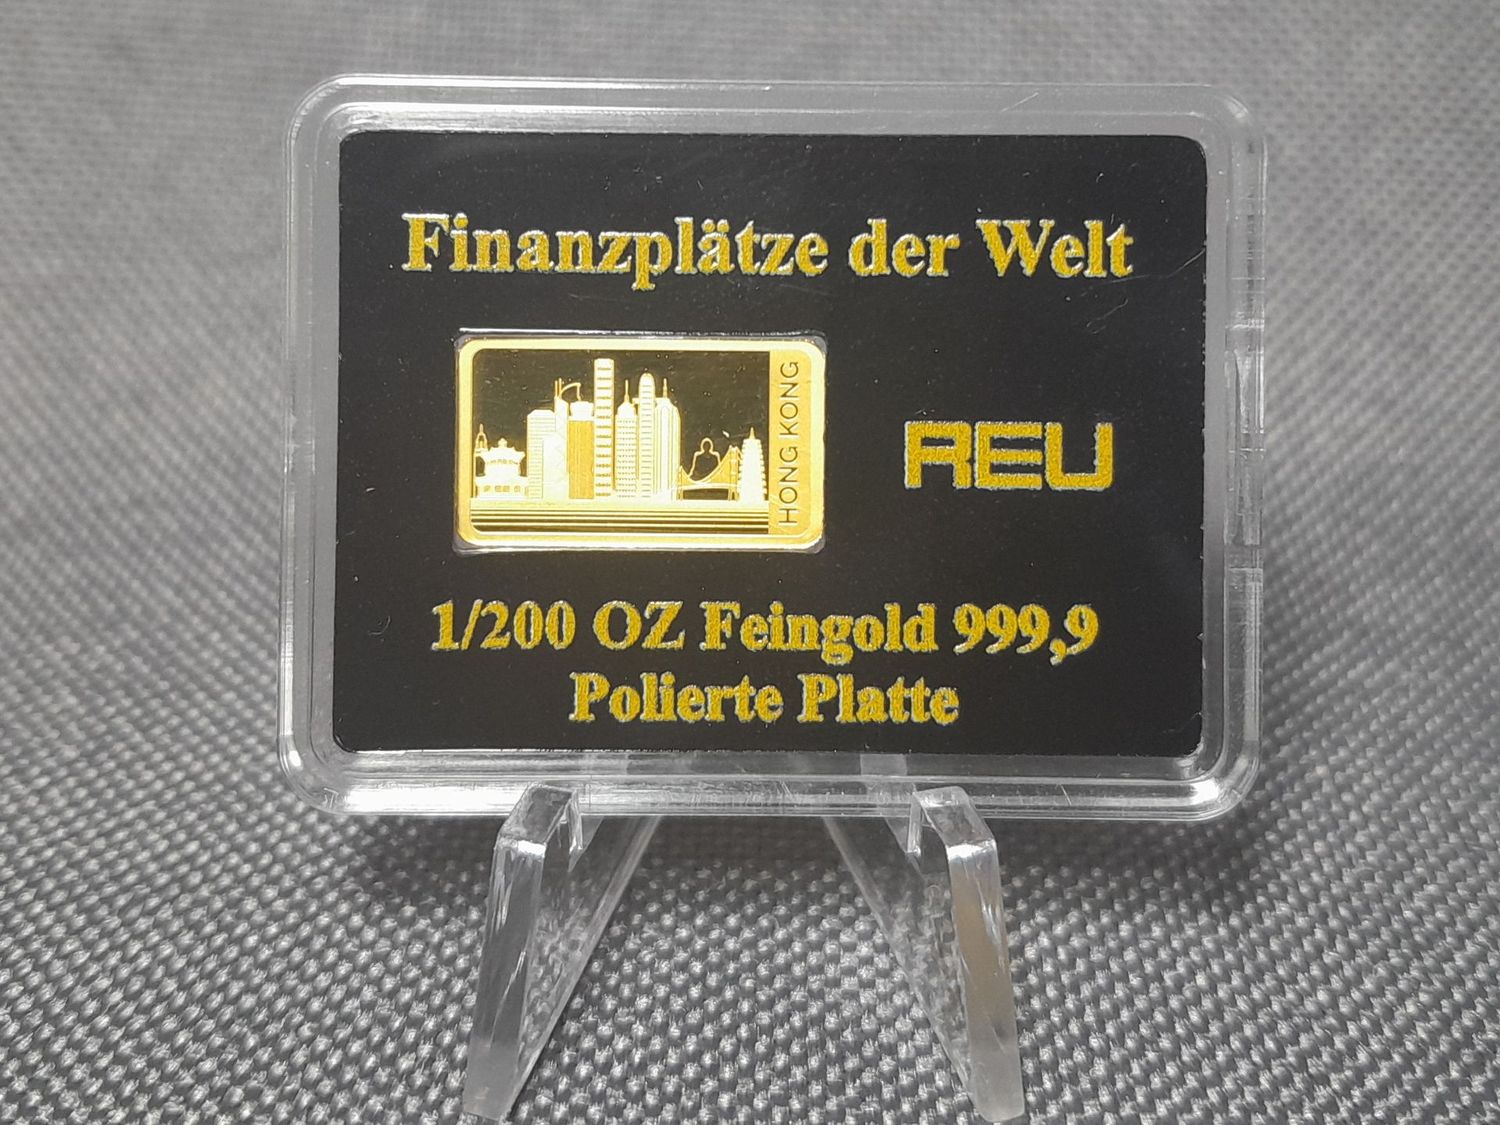 Finanzplätze der Welt
HONG KONG
REU
1/200 OZ Feingold 999,9
Polierte Platte